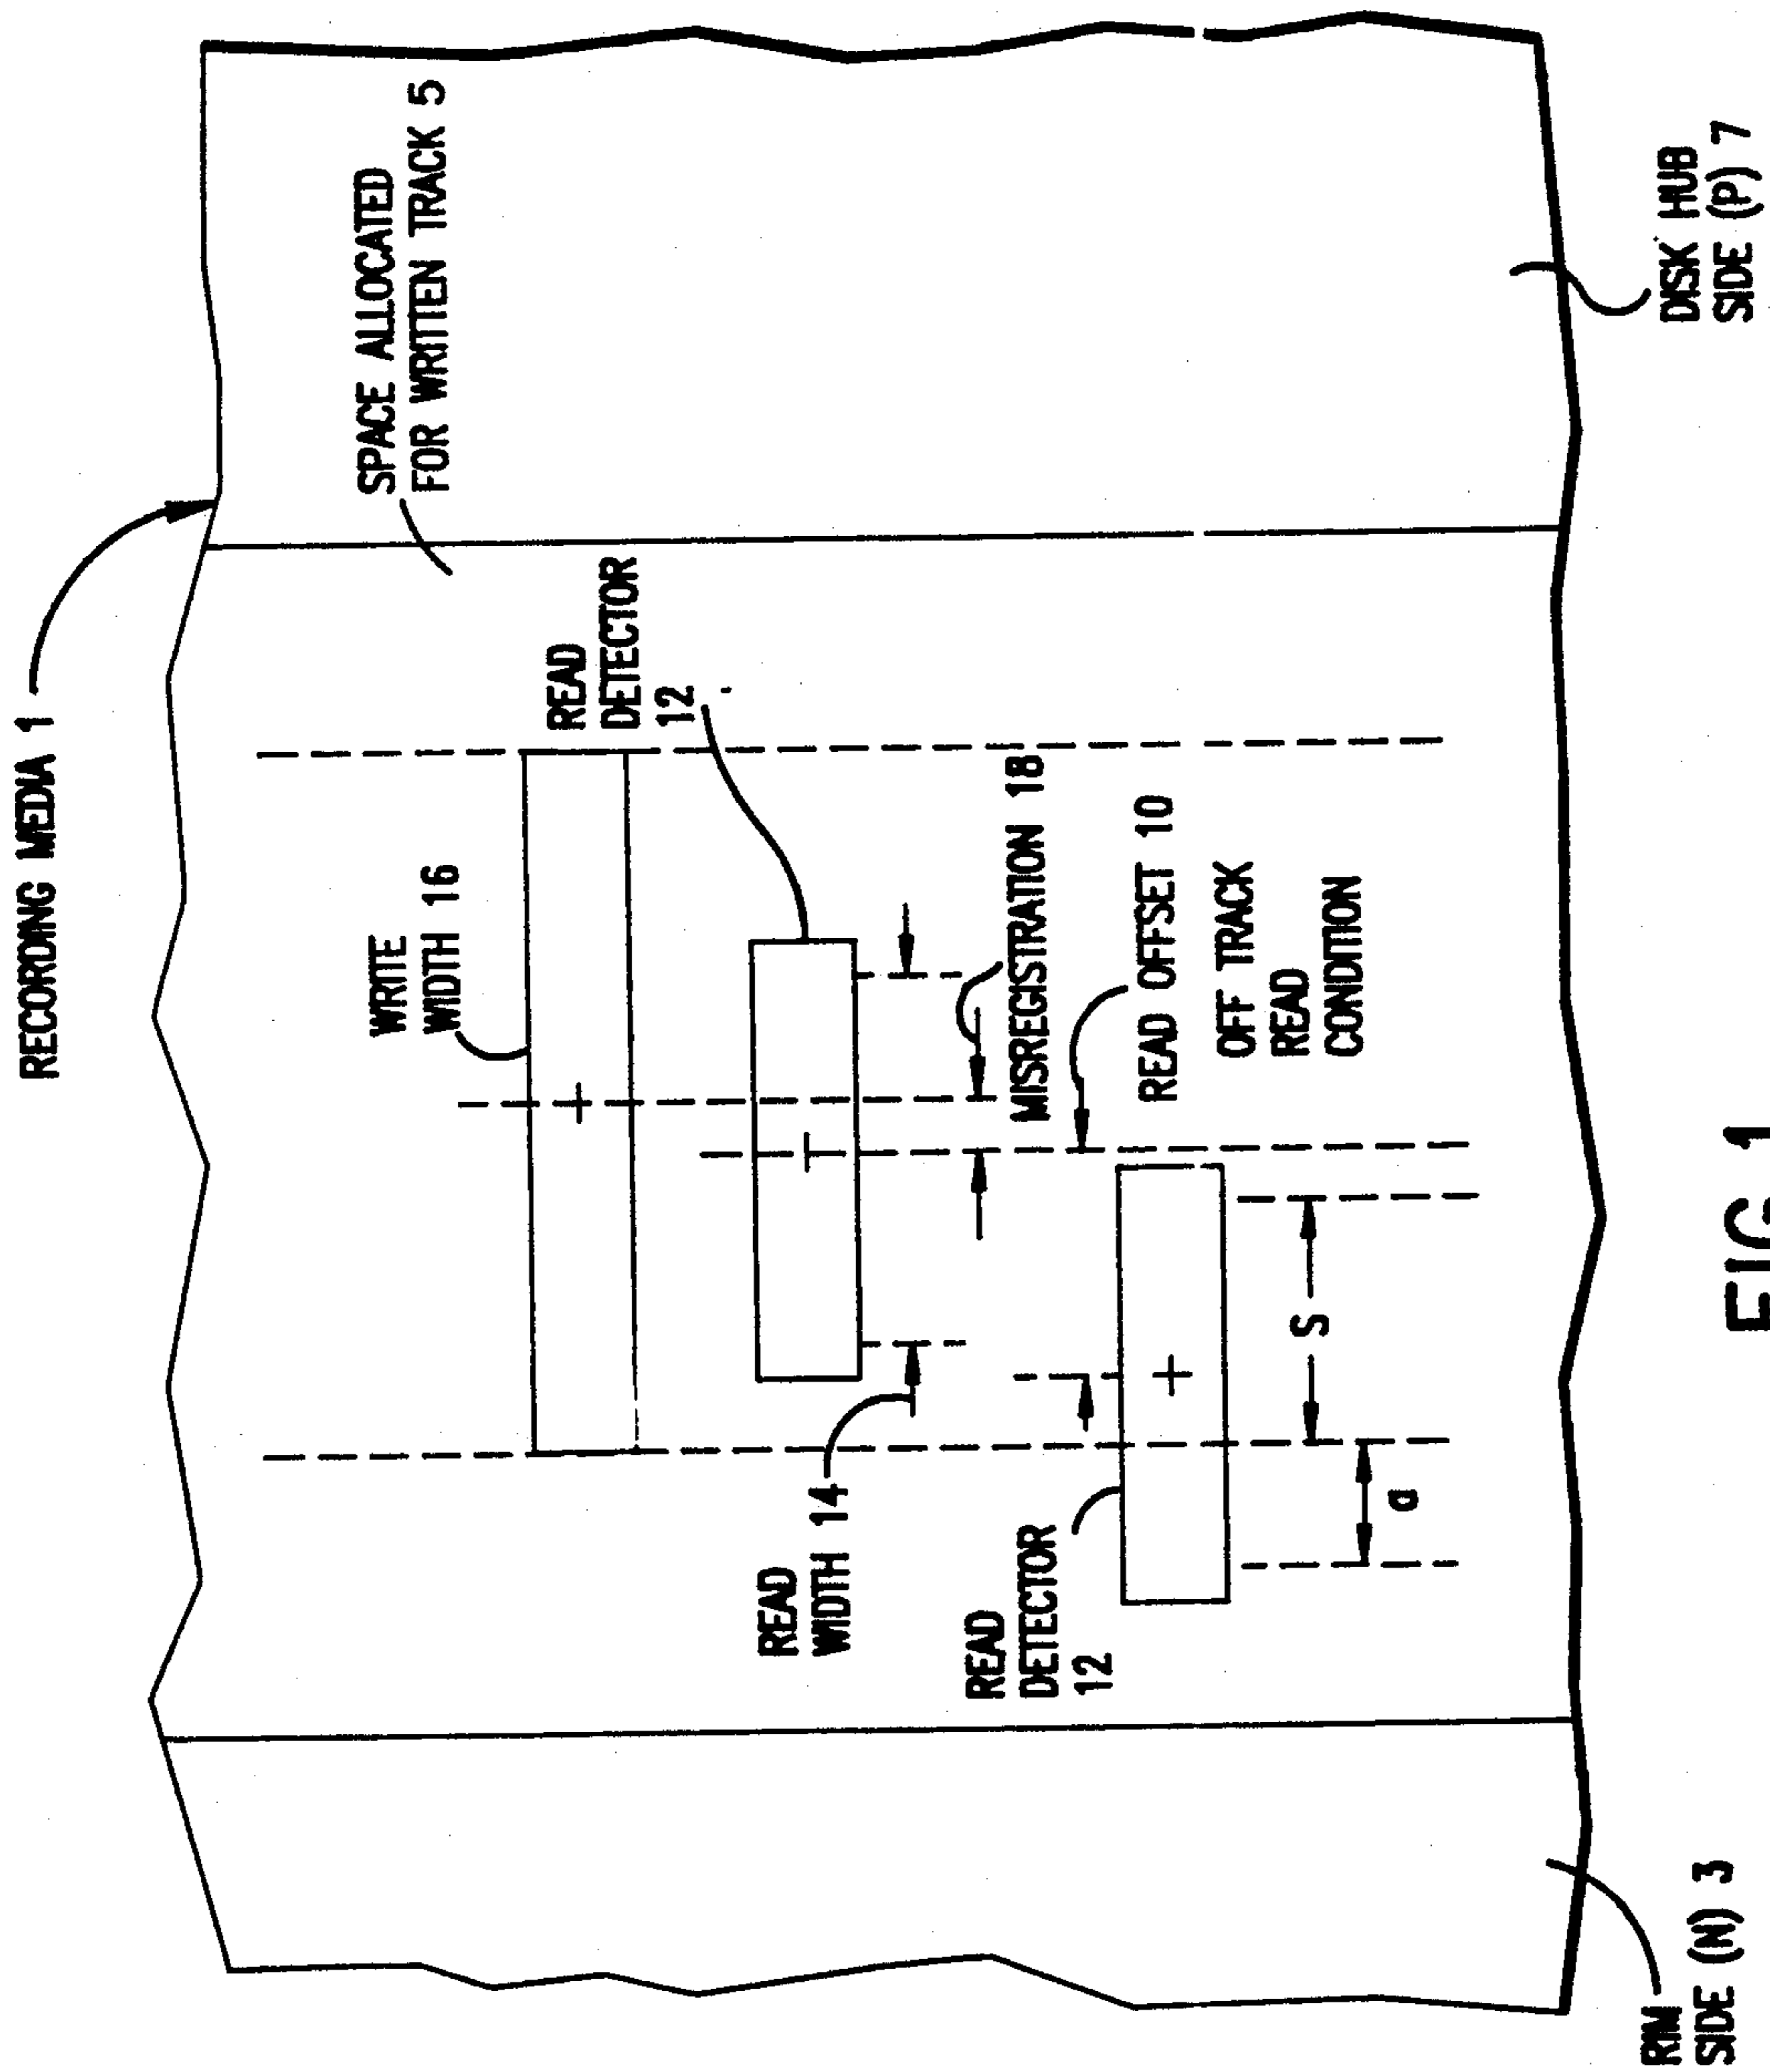 RECORDING MEDIA 1
SPACE ALLOCATED
FOR WRITTEN TRACK 5
WRITE
WIDTH 16
READ
DETECTOR
12
READ
WIDTH 14
MISREGISTRATION 18
READ OFFSET 10
READ
DETECTOR
12
OFF TRACK
READ
CONDITION
S
a
RIM
SIDE (N) 3
DISK HUB
SIDE (P) 7
FIG. 1